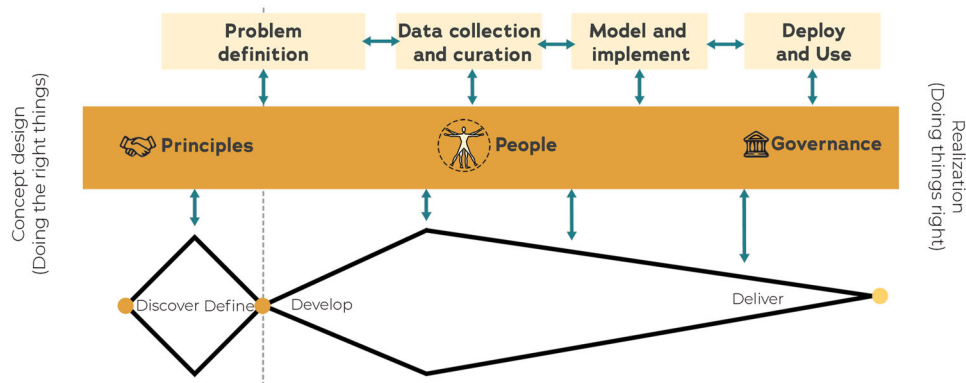 Problem
definition
Data collection
and curation
Model and
implement
Deploy
and Use
Concept design
(Doing the right things)
Principles
People
Governance
Realization
(Doing things right)
Discover
Define
Develop
Deliver